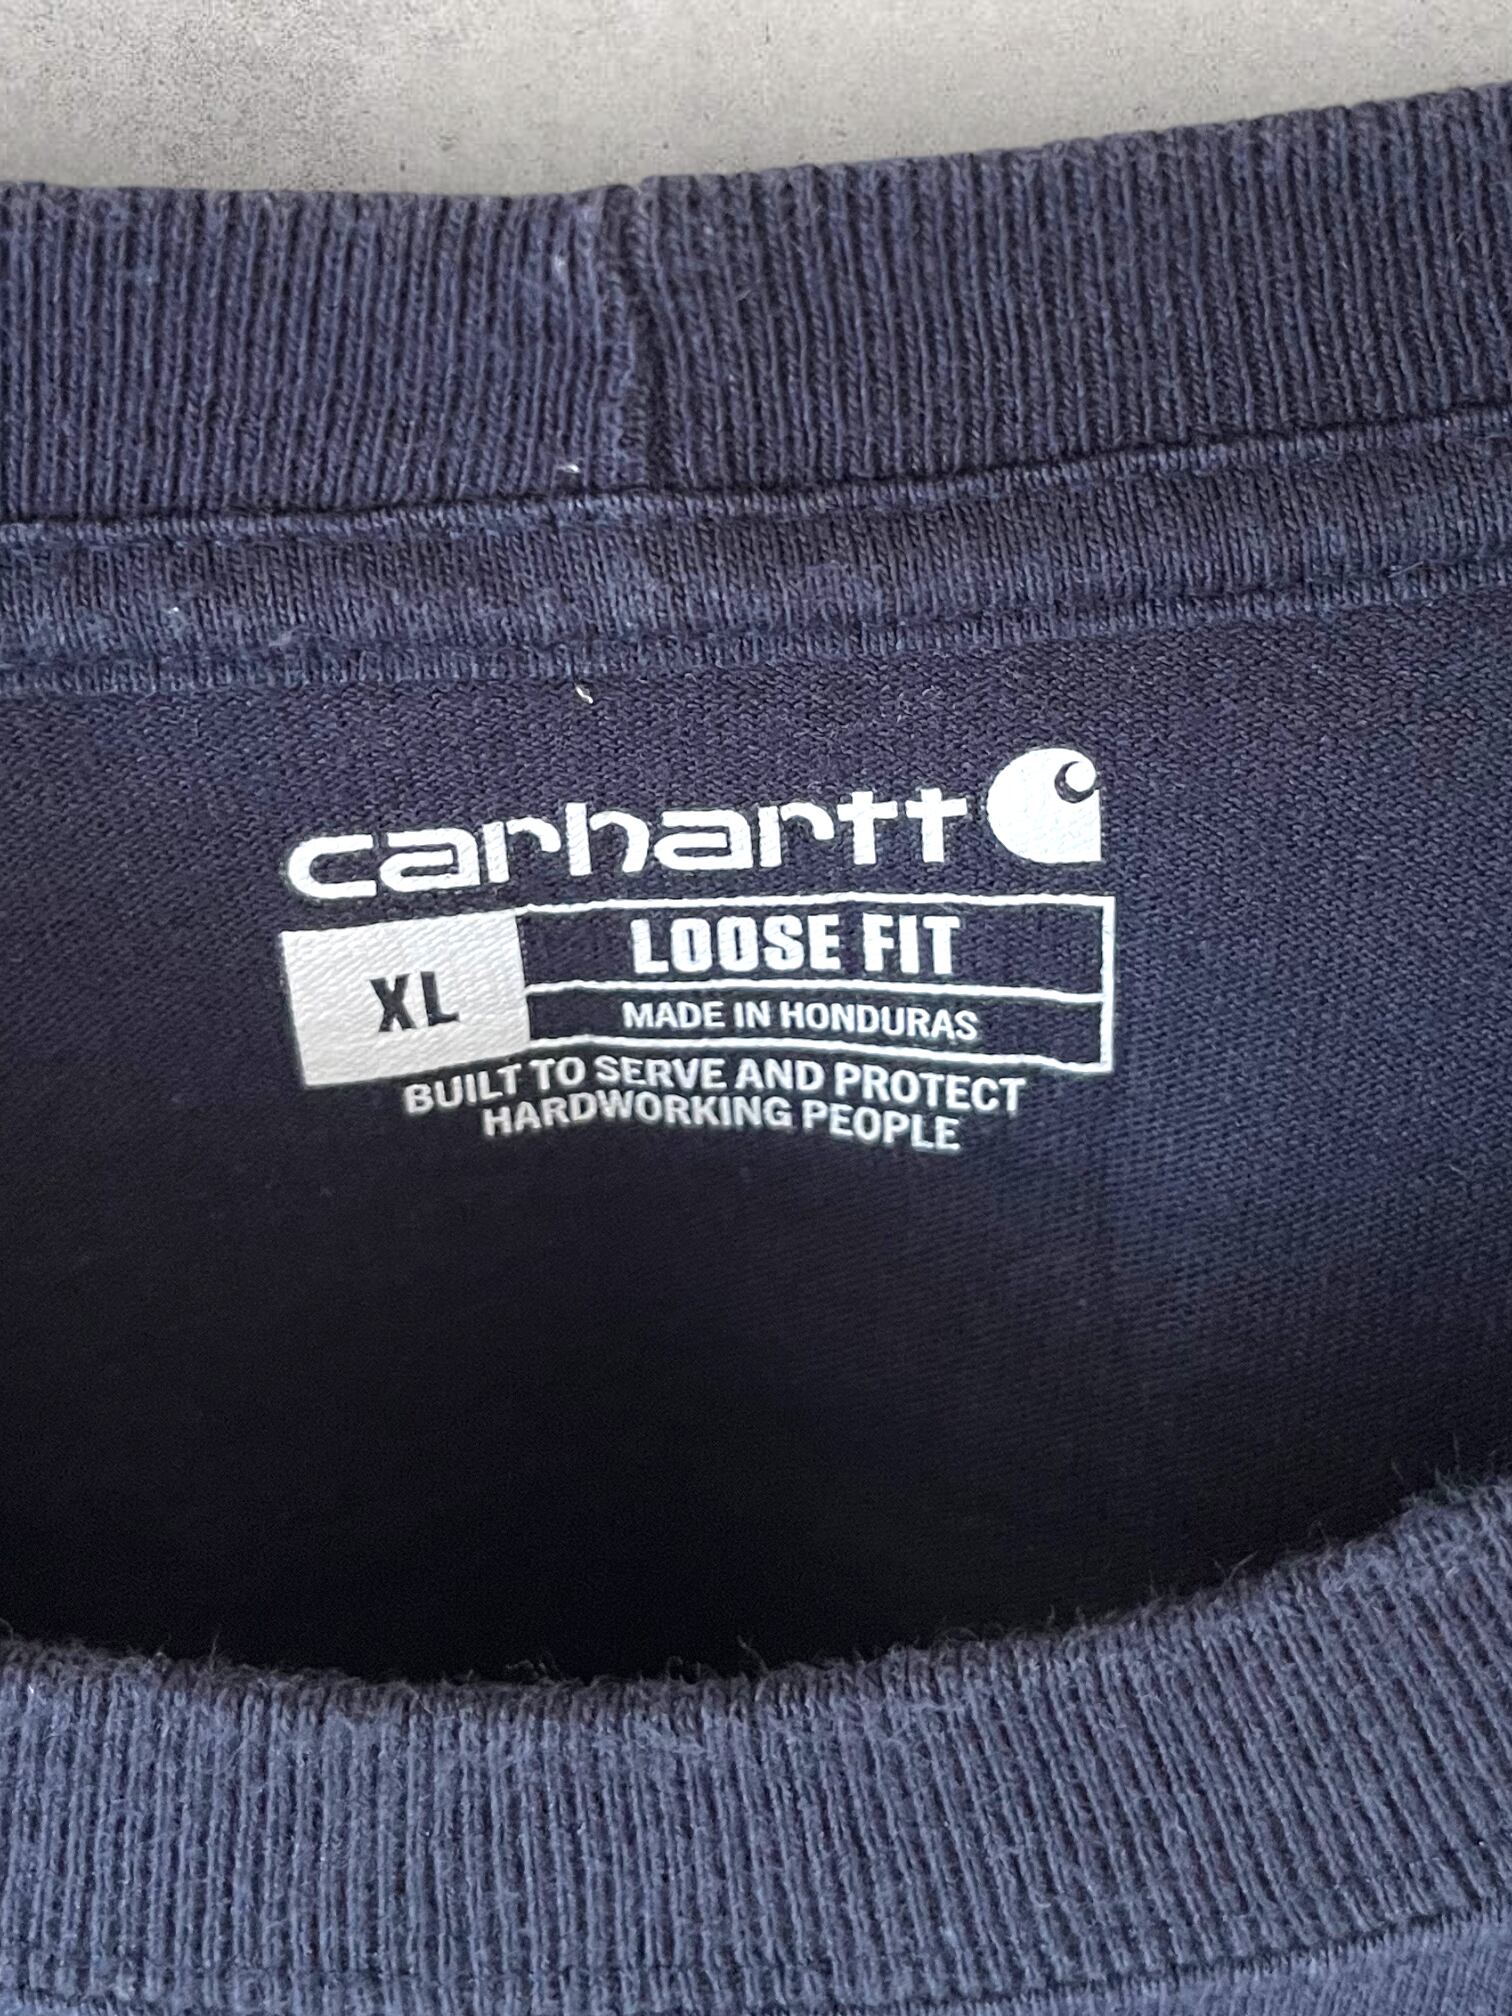 carhartt
XL
LOOSE FIT
MADE IN HONDURAS
BUILT TO SERVE AND PROTECT
HARDWORKING PEOPLE